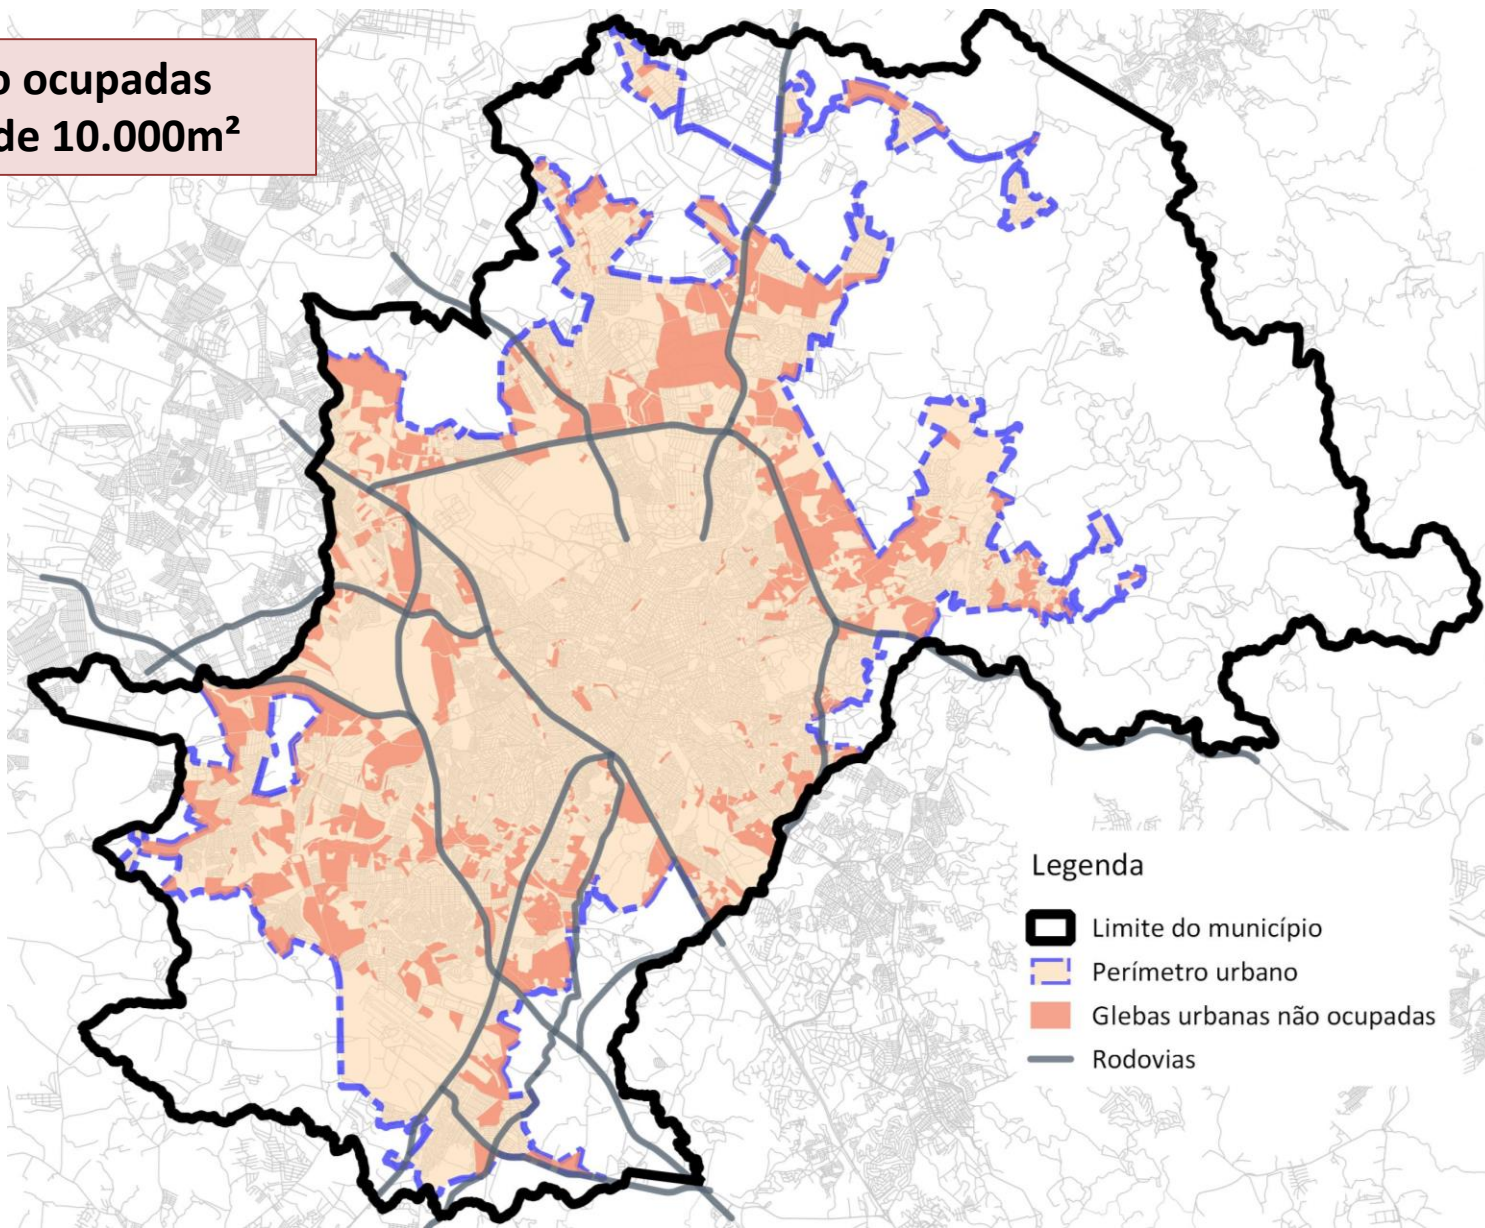 o ocupadas
de 10.000m²
Legenda
Limite do município
Perímetro urbano
Glebas urbanas não ocupadas
Rodovias